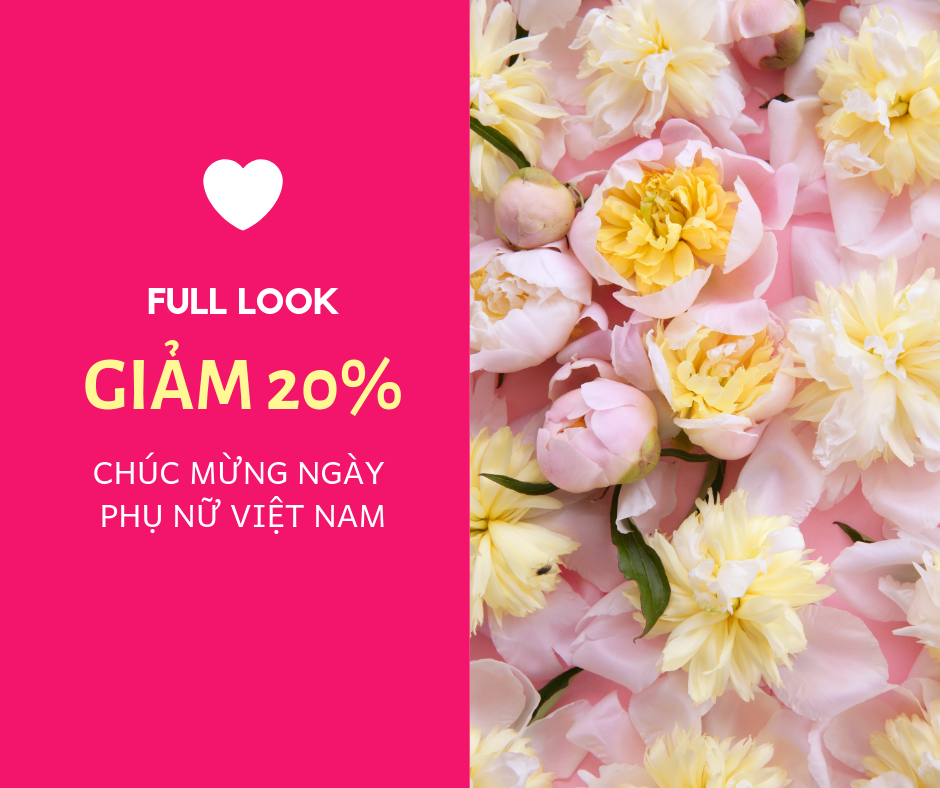 FULL LOOK
GIẢM 20%
CHÚC MỪNG NGÀY
PHỤ NỮ VIỆT NAM